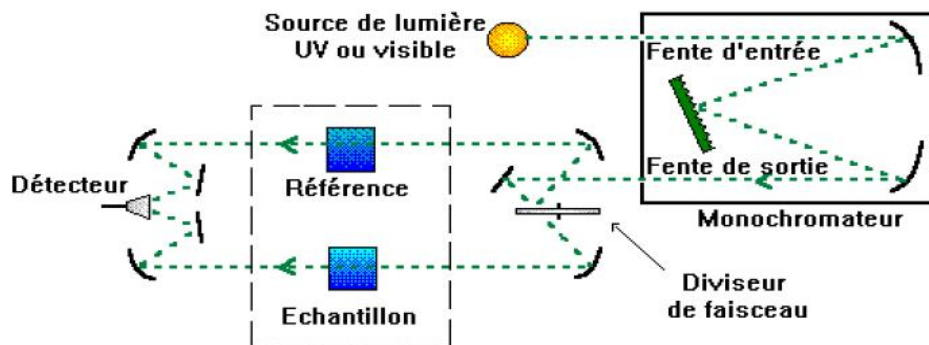 Source de lumière
UV ou visible
Fente d'entrée
Fente de sortie
Monochromateur
Détecteur
Référence
Echantillon
Diviseur
de faisceau